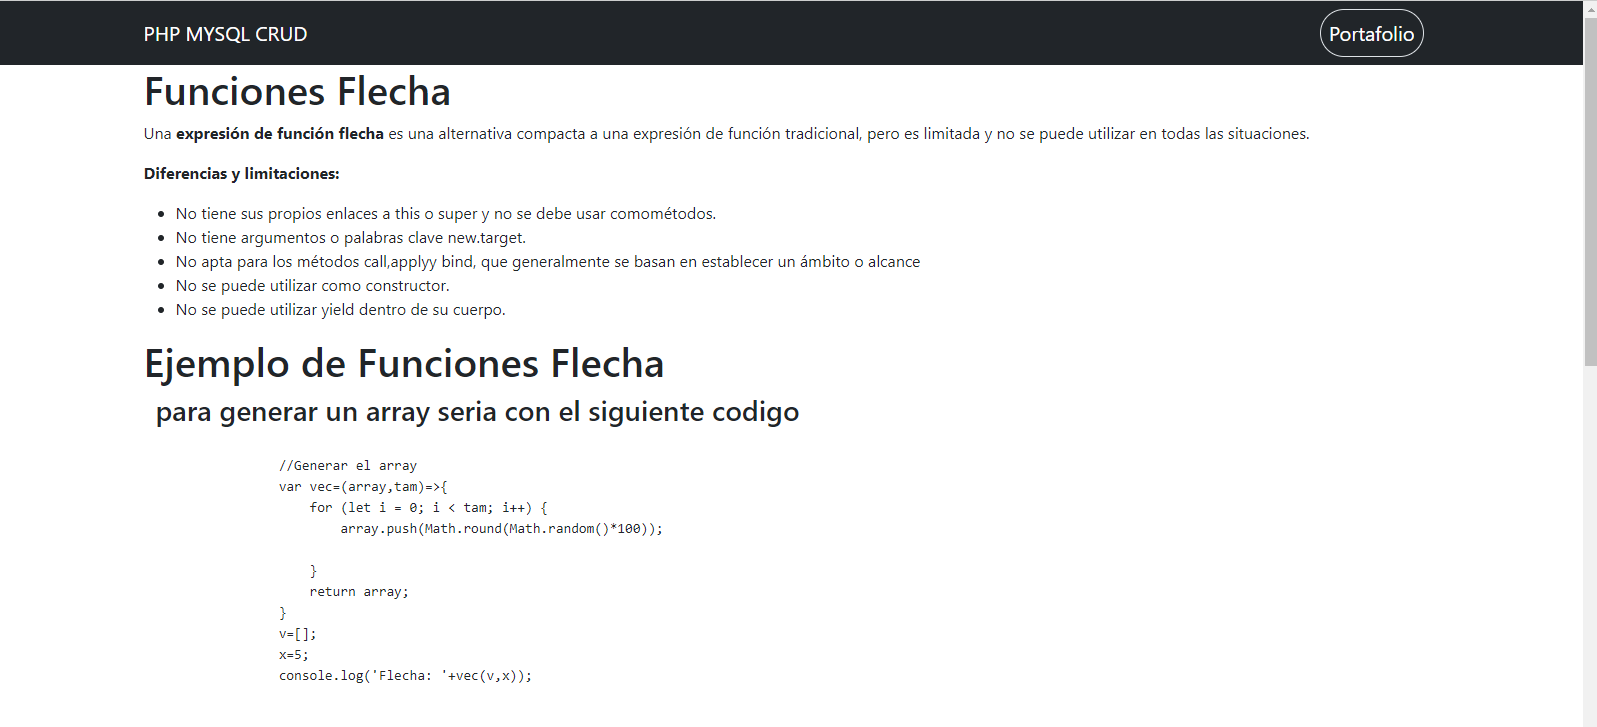 PHP MYSQL CRUD
Portafolio
Funciones Flecha
Una expresión de función flecha es una alternativa compacta a una expresión de función tradicional, pero es limitada y no se puede utilizar en todas las situaciones.
Diferencias y limitaciones:
No tiene sus propios enlaces a this o super y no se debe usar comométodos.
No tiene argumentos o palabras clave new.target.
No apta para los métodos call,applyy bind, que generalmente se basan en establecer un ámbito o alcance
No se puede utilizar como constructor.
No se puede utilizar yield dentro de su cuerpo.
Ejemplo de Funciones Flecha
para generar un array seria con el siguiente codigo
//Generar el array
var vec=(array,tam)=>{
for (let i = 0; i < tam; i++) {
array.push(Math.round(Math.random()*100));
}
return array;
}
v=[];
x=5;
console.log('Flecha: '+vec(v,x));